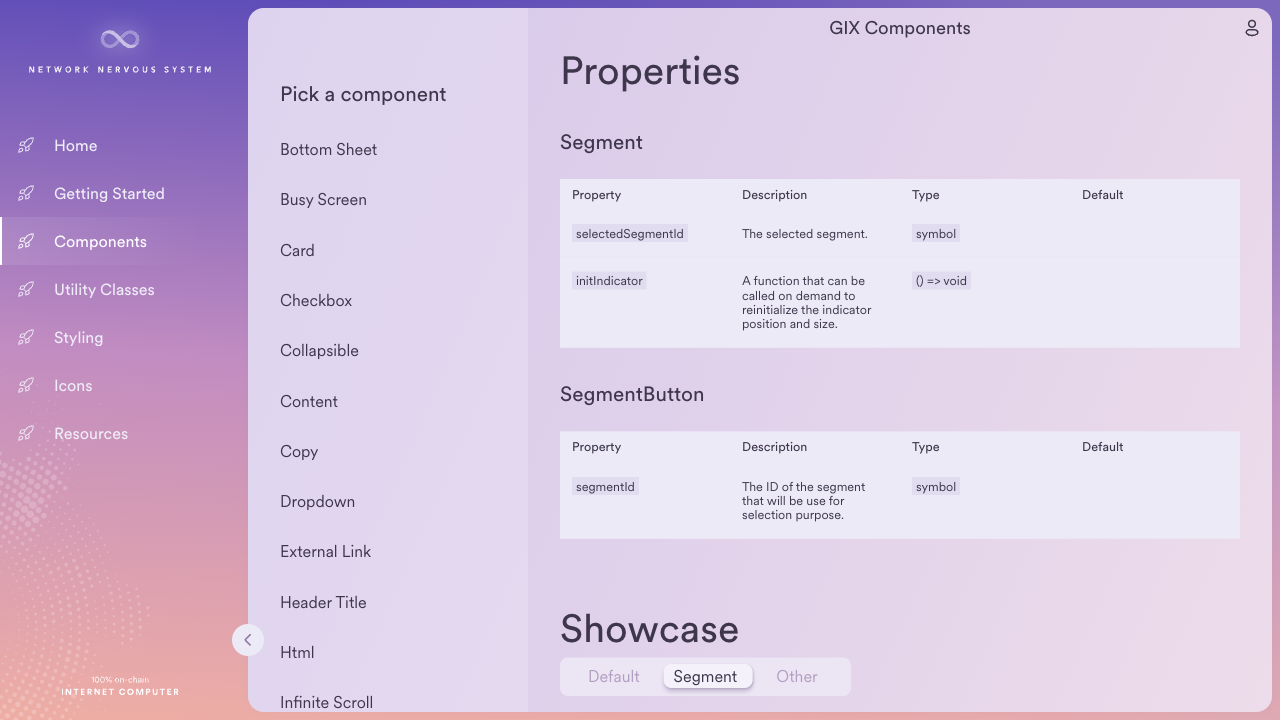 NETWORK NERVOUS SYSTEM
Home
Getting Started
Components
Utility Classes
Styling
Icons
Resources
100% on-chain
INTERNET COMPUTER
Pick a component
Bottom Sheet
Busy Screen
Card
Checkbox
Collapsible
Content
Copy
Dropdown
External Link
Header Title
Html
Infinite Scroll
GIX Components
Properties
Segment
Property Description Type Default
selectedSegmentId The selected segment. symbol
initIndicator A function that can be () => void
called on demand to
reinitialize the indicator
position and size.
SegmentButton
Property Description Type Default
segmentId The ID of the segment symbol
that will be use for
selection purpose.
Showcase
Default Segment Other